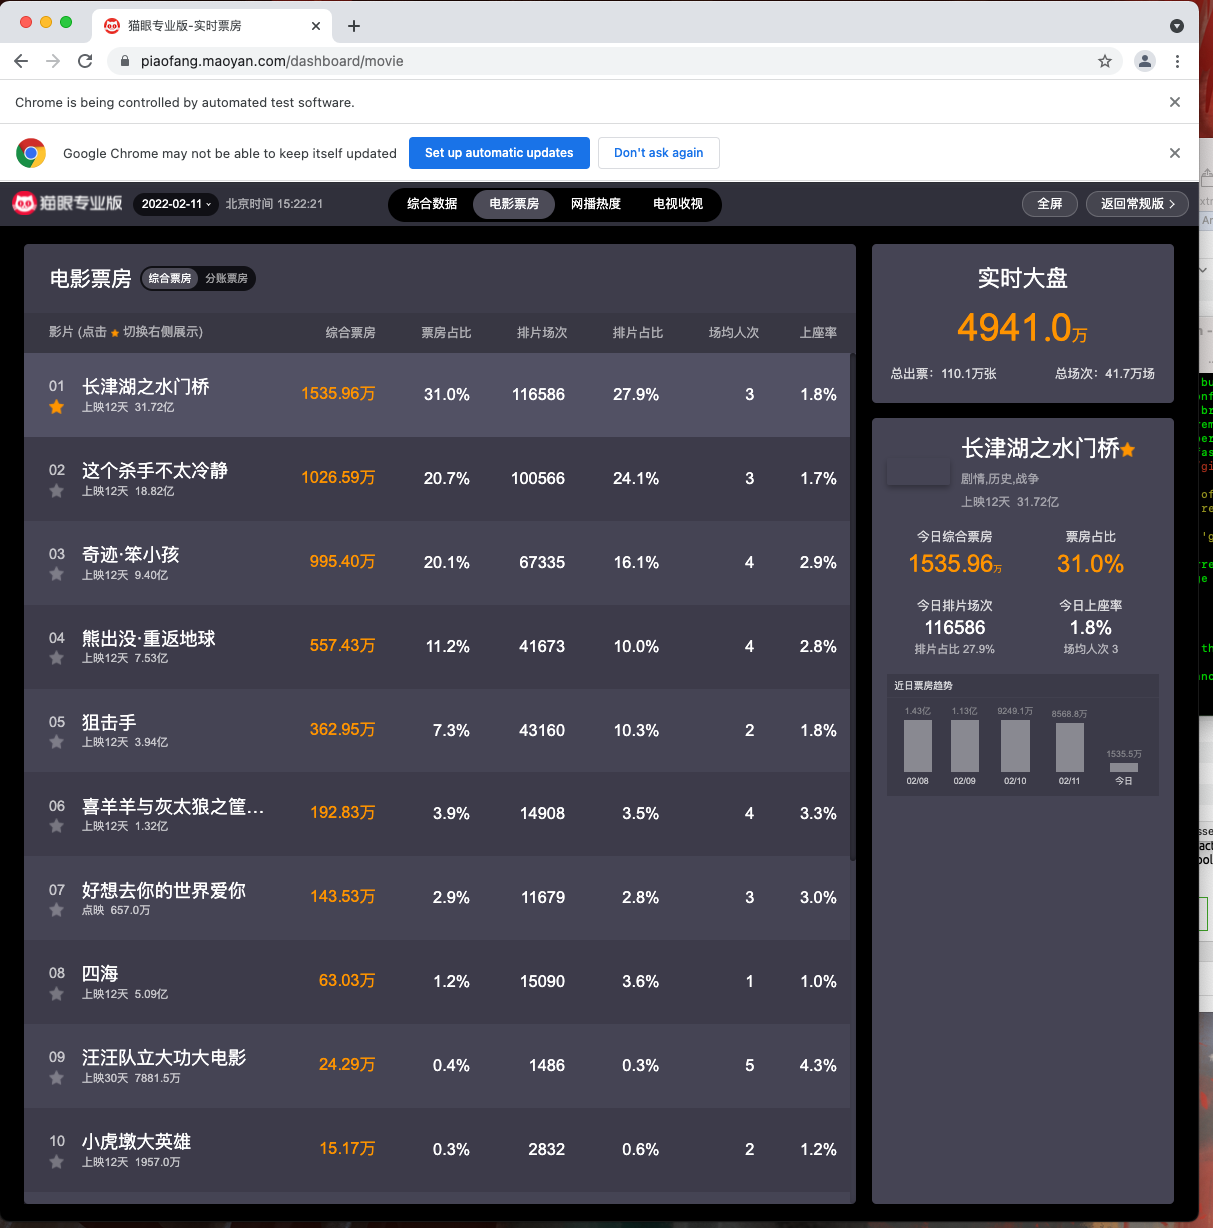 猫眼专业版-实时票房
piaofang.maoyan.com/dashboard/movie
Chrome is being controlled by automated test software.
Google Chrome may not be able to keep itself updated Set up automatic updates Don't ask again
猫眼专业版 2022-02-11 北京时间 15:22:21 综合数据 电影票房 网播热度 电视收视 全屏 返回常规版
电影票房 综合票房 分账票房
影片 (点击 切换右侧展示) 综合票房 票房占比 排片场次 排片占比 场均人次 上座率
01 长津湖之水门桥 1535.96万 31.0% 116586 27.9% 3 1.8%
上映12天 31.72亿
02 这个杀手不太冷静 1026.59万 20.7% 100566 24.1% 3 1.7%
上映12天 18.82亿
03 奇迹·笨小孩 995.40万 20.1% 67335 16.1% 4 2.9%
上映12天 9.40亿
04 熊出没·重返地球 557.43万 11.2% 41673 10.0% 4 2.8%
上映12天 7.53亿
05 狙击手 362.95万 7.3% 43160 10.3% 2 1.8%
上映12天 3.94亿
06 喜羊羊与灰太狼之筐... 192.83万 3.9% 14908 3.5% 4 3.3%
上映12天 1.32亿
07 好想去你的世界爱你 143.53万 2.9% 11679 2.8% 3 3.0%
点映 657.0万
08 四海 63.03万 1.2% 15090 3.6% 1 1.0%
上映12天 5.09亿
09 汪汪队立大功大电影 24.29万 0.4% 1486 0.3% 5 4.3%
上映30天 7881.5万
10 小虎墩大英雄 15.17万 0.3% 2832 0.6% 2 1.2%
上映12天 1957.0万
实时大盘
4941.0万
总出票：110.1万张 总场次：41.7万场
长津湖之水门桥
剧情,历史,战争
上映12天 31.72亿
今日综合票房 票房占比
1535.96万 31.0%
今日排片场次 今日上座率
116586 1.8%
排片占比 27.9% 场均人次 3
近日票房趋势
1.43亿 1.13亿 9249.1万 8568.8万 1535.5万
02/08 02/09 02/10 02/11 今日